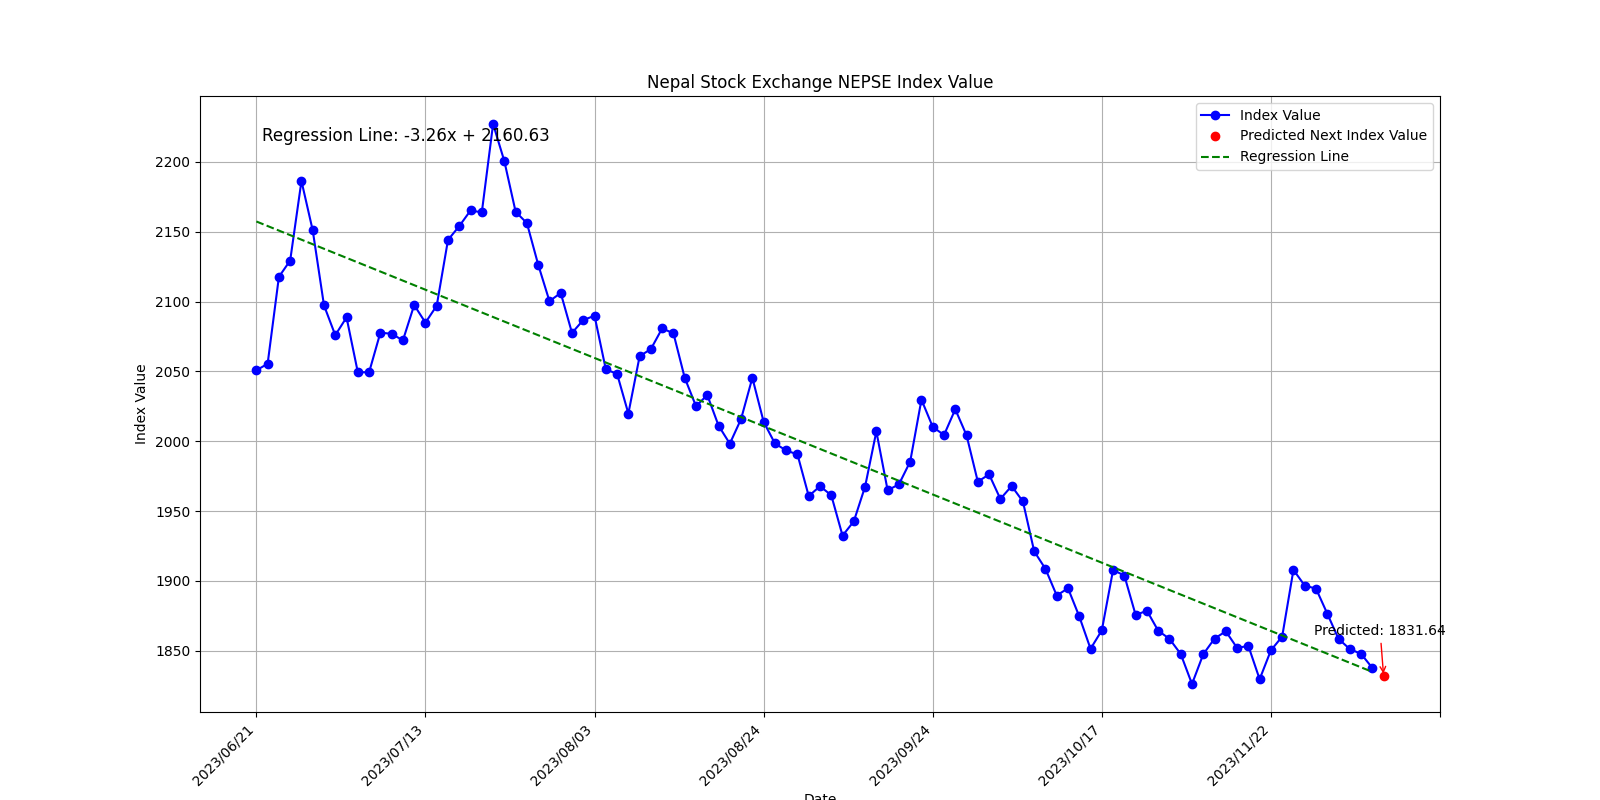 Nepal Stock Exchange NEPSE Index Value
Regression Line: -3.26x + 2160.63
Index Value
Predicted Next Index Value
Regression Line
2200
2150
2100
2050
2000
1950
1900
1850
Index Value
Predicted: 1831.64
2023/06/21
2023/07/13
2023/08/03
2023/08/24
2023/09/24
2023/10/17
2023/11/22
Date